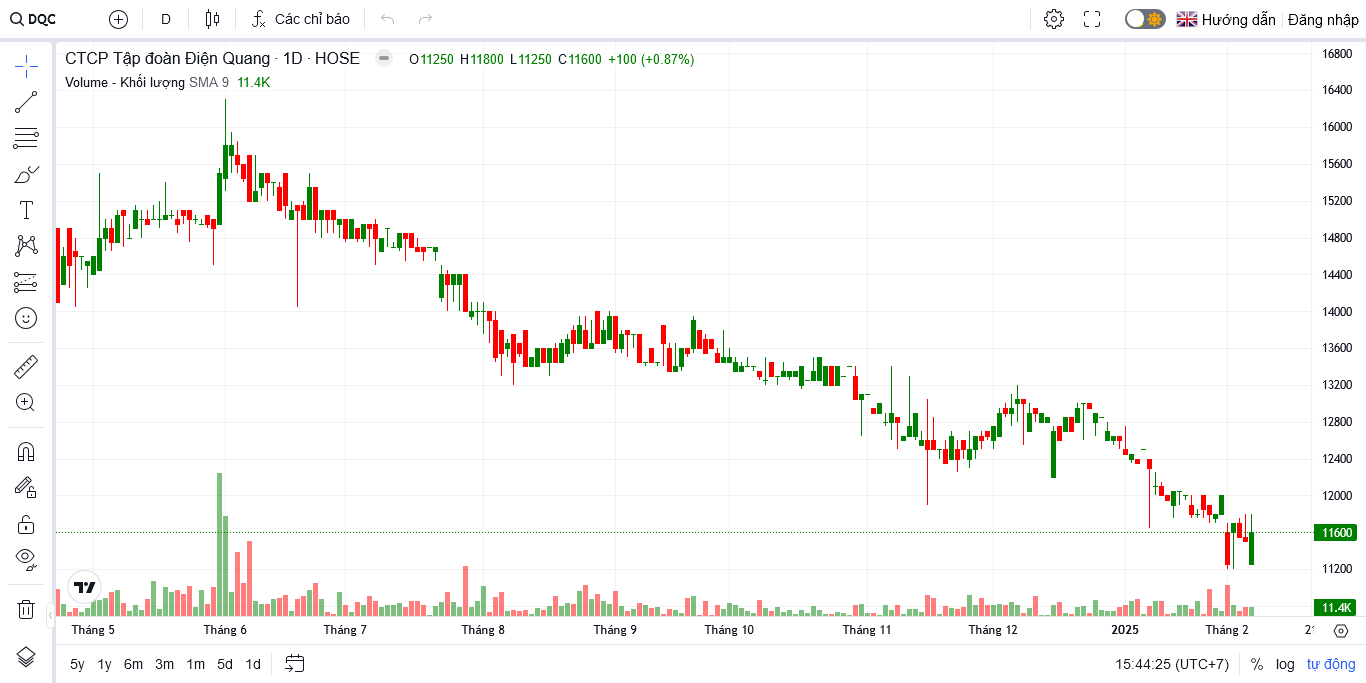 DQC
D
Các chỉ báo
Hướng dẫn
Đăng nhập
CTCP Tập đoàn Điện Quang · 1D · HOSE
O11250 H11800 L11250 C11600 +100 (+0.87%)
Volume - Khối lượng SMA 9 11.4K
16800
16400
16000
15600
15200
14800
14400
14000
13600
13200
12800
12400
12000
11600
11200
11.4K
Tháng 5
Tháng 6
Tháng 7
Tháng 8
Tháng 9
Tháng 10
Tháng 11
Tháng 12
2025
Tháng 2
5y 1y 6m 3m 1m 5d 1d
15:44:25 (UTC+7)
% log tự động